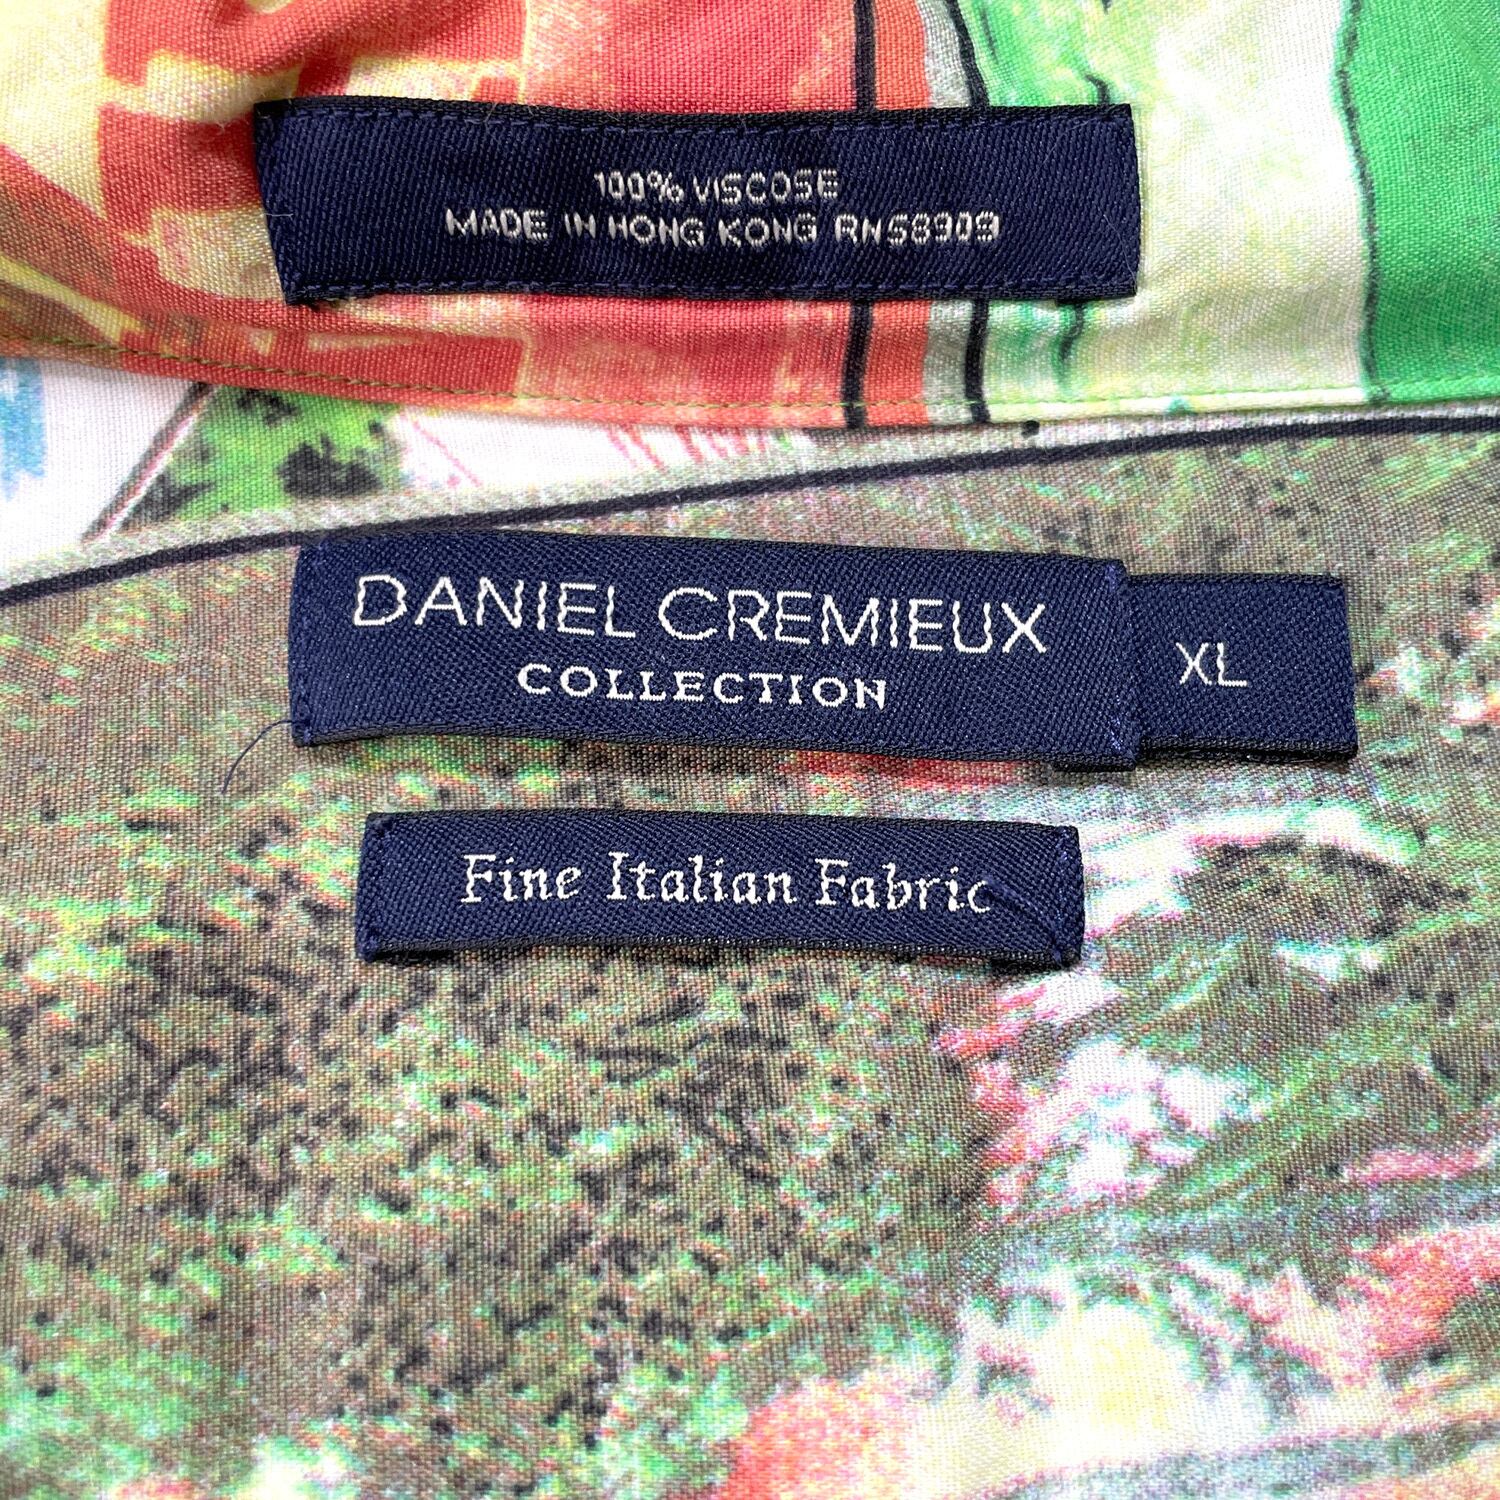 100% VISCOSE
MADE IN HONG KONG RN58909
DANIEL CREMIEUX
COLLECTION
XL
Fine Italian Fabric